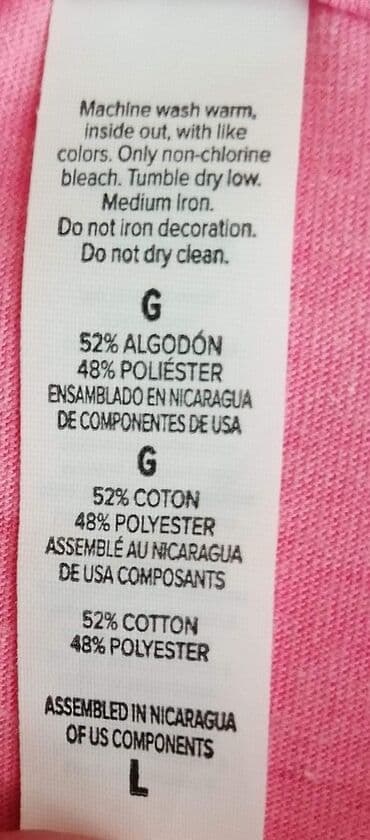 Machine wash warm,
inside out, with like
colors. Only non-chlorine
bleach. Tumble dry low.
Medium Iron.
Do not iron decoration.
Do not dry clean.
G
52% ALGODÓN
48% POLIÉSTER
ENSAMBLADO EN NICARAGUA
DE COMPONENTES DE USA
G
52% COTON
48% POLYESTER
ASSEMBLÉ AU NICARAGUA
DE USA COMPOSANTS
52% COTTON
48% POLYESTER
ASSEMBLED IN NICARAGUA
OF US COMPONENTS
L